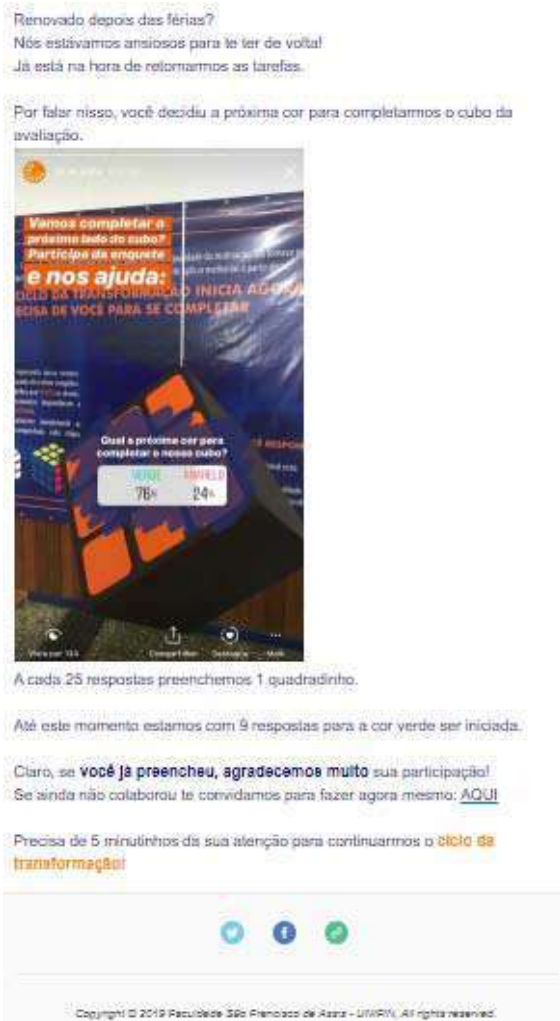 Renovado depois das férias?
Nós estávamos ansiosos para te ter de volta!
Já está na hora de retomarmos as tarefas.
Por falar nisso, você decidiu a próxima cor para completarmos o cubo da
avaliação.
Vamos completar o
próximo lado do cubo?
Participe da enquete
e nos ajuda:
CICLO DA TRANSFORMAÇÃO INICIA AGORA
PRECISA DE VOCÊ PARA SE COMPLETAR
Qual a próxima cor para
completar o nosso cubo?
VERDE AMARELO
76% 24%
Compartilhar Destacar Mais
A cada 25 respostas preenchemos 1 quadradinho.
Até este momento estamos com 9 respostas para a cor verde ser iniciada.
Claro, se você já preencheu, agradecemos muito sua participação!
Se ainda não colaborou te convidamos para fazer agora mesmo: AQUI
Precisa de 5 minutinhos da sua atenção para continuarmos o ciclo da
transformação!
Copyright © 2019 Faculdade São Francisco de Assis - UNIFIN, All rights reserved.